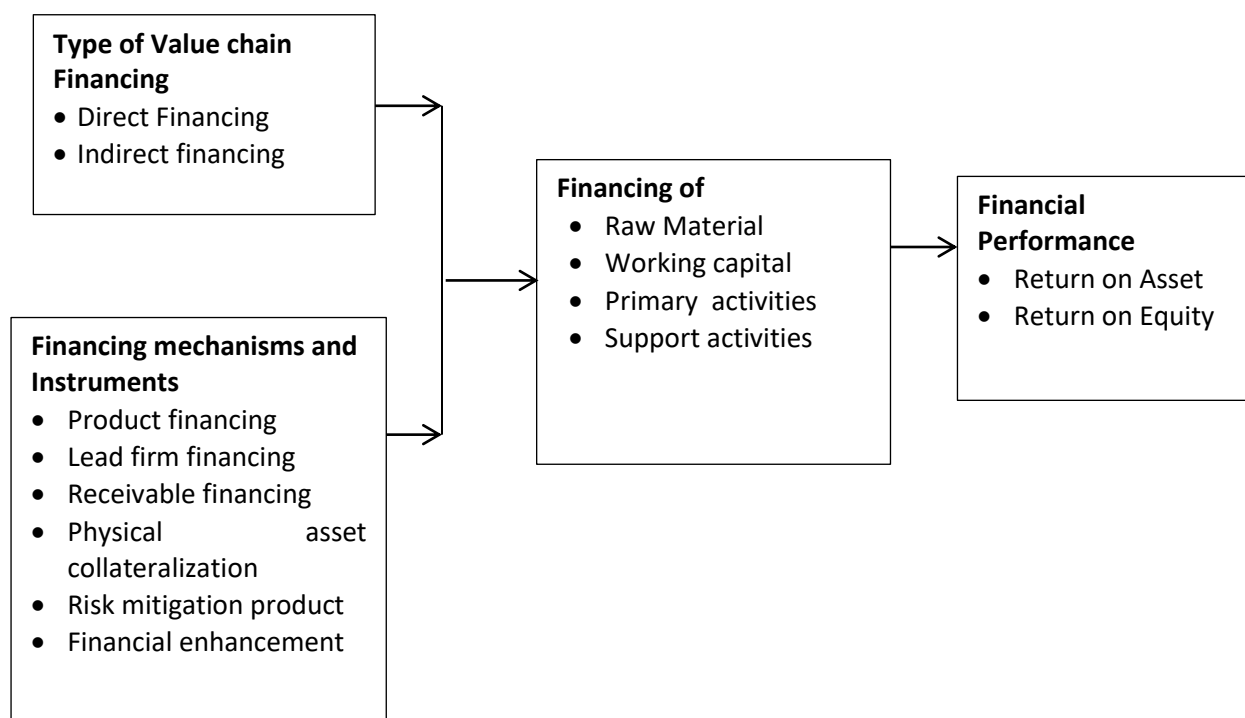 Type of Value chain
Financing
• Direct Financing
• Indirect financing
Financing mechanisms and
Instruments
• Product financing
• Lead firm financing
• Receivable financing
• Physical asset
collateralization
• Risk mitigation product
• Financial enhancement
Financing of
• Raw Material
• Working capital
• Primary activities
• Support activities
Financial
Performance
• Return on Asset
• Return on Equity